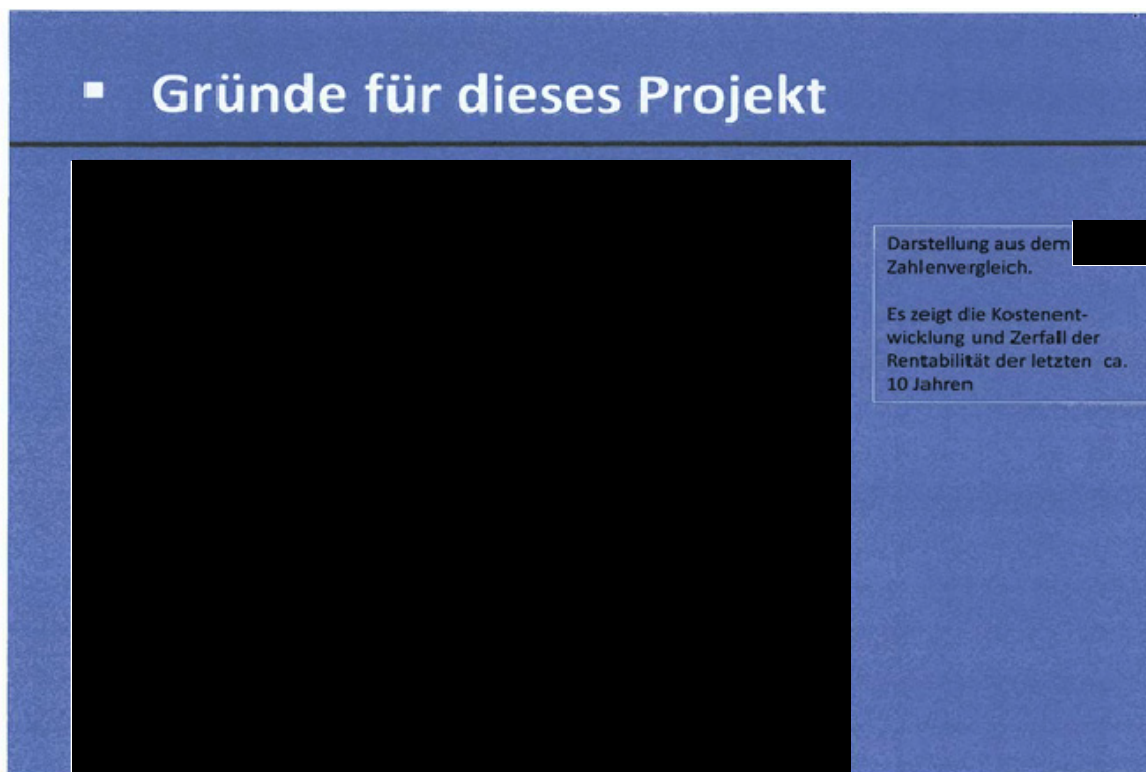 ▪ Gründe für dieses Projekt
Darstellung aus dem
Zahlenvergleich.
Es zeigt die Kostenent-
wicklung und Zerfall der
Rentabilität der letzten ca.
10 Jahren